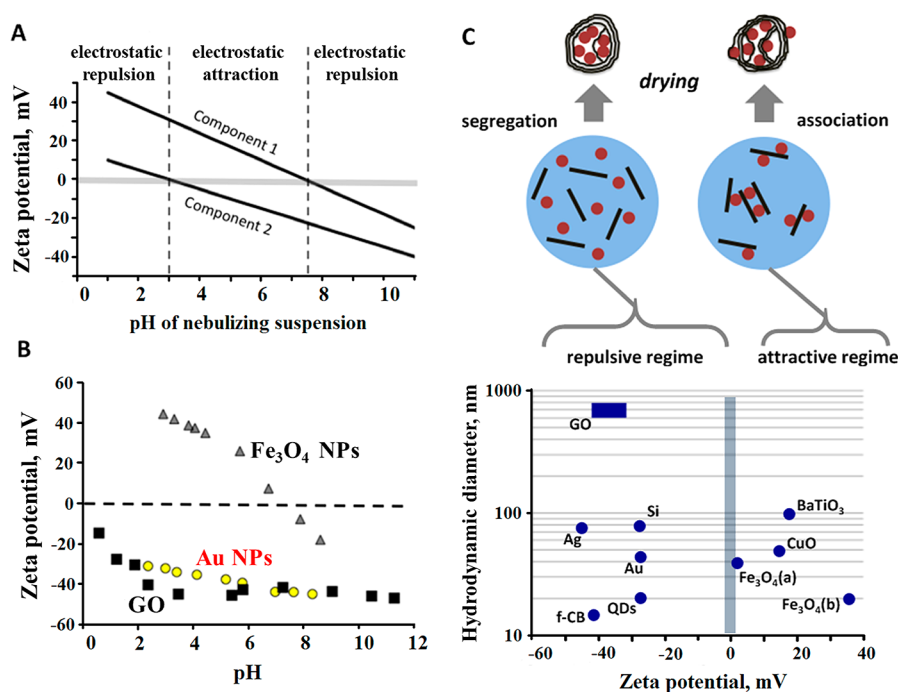 A
electrostatic repulsion
electrostatic attraction
electrostatic repulsion
Zeta potential, mV
40
20
0
-20
-40
Component 1
Component 2
0 2 4 6 8 10
pH of nebulizing suspension
B
Zeta potential, mV
60
40
20
0
-20
-40
-60
Fe₃O₄ NPs
Au NPs
GO
0 2 4 6 8 10 12
pH
C
drying
segregation
association
repulsive regime
attractive regime
Hydrodynamic diameter, nm
1000
100
10
GO
Ag
Si
Au
QDs
f-CB
BaTiO₃
CuO
Fe₃O₄(a)
Fe₃O₄(b)
-60 -40 -20 0 20 40
Zeta potential, mV